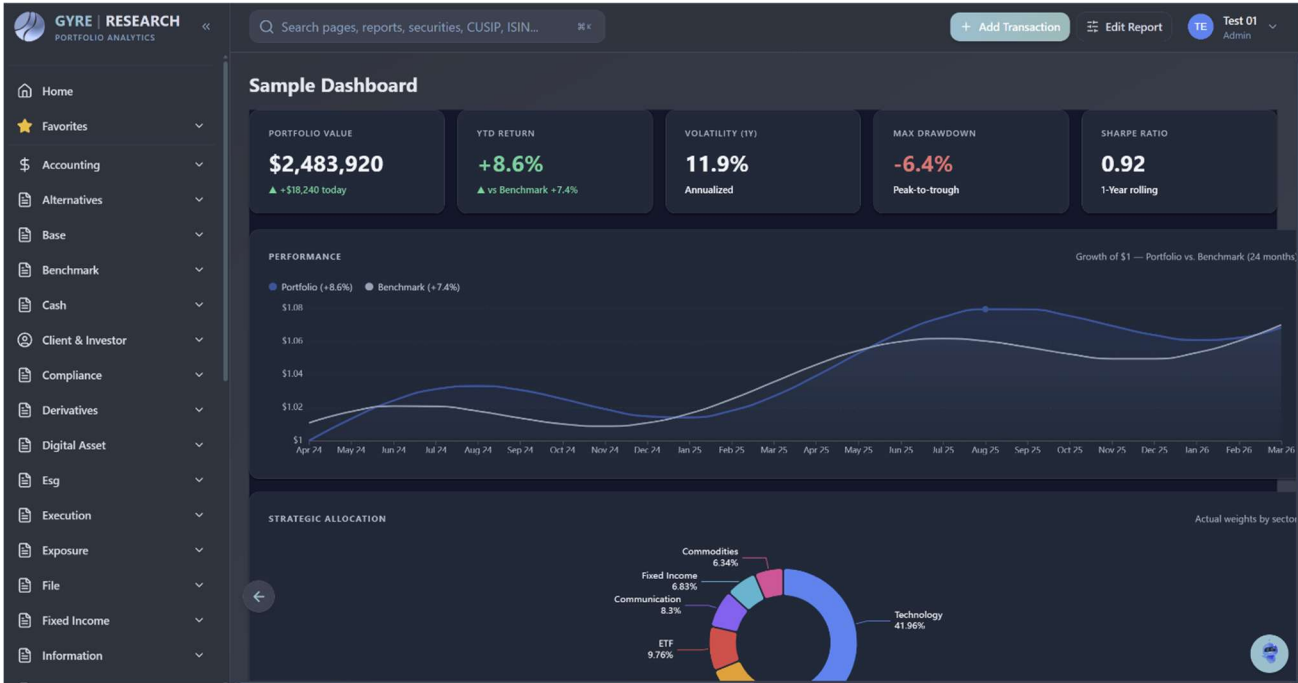 GYRE | RESEARCH
PORTFOLIO ANALYTICS
«
Search pages, reports, securities, CUSIP, ISIN...
⌘K
+ Add Transaction
Edit Report
TE
Test 01
Admin
Home
Favorites
Accounting
Alternatives
Base
Benchmark
Cash
Client & Investor
Compliance
Derivatives
Digital Asset
Esg
Execution
Exposure
File
Fixed Income
Information
Sample Dashboard
PORTFOLIO VALUE
$2,483,920
▲ +$18,240 today
YTD RETURN
+8.6%
▲ vs Benchmark +7.4%
VOLATILITY (1Y)
11.9%
Annualized
MAX DRAWDOWN
-6.4%
Peak-to-trough
SHARPE RATIO
0.92
1-Year rolling
PERFORMANCE
Growth of $1 — Portfolio vs. Benchmark (24 months)
Portfolio (+8.6%)
Benchmark (+7.4%)
$1.08
$1.06
$1.04
$1.02
$1
Apr 24 May 24 Jun 24 Jul 24 Aug 24 Sep 24 Oct 24 Nov 24 Dec 24 Jan 25 Feb 25 Mar 25 Apr 25 May 25 Jun 25 Jul 25 Aug 25 Sep 25 Oct 25 Nov 25 Dec 25 Jan 26 Feb 26 Mar 26
STRATEGIC ALLOCATION
Actual weights by sector
Commodities
6.34%
Fixed Income
6.83%
Communication
8.3%
ETF
9.76%
Technology
41.96%